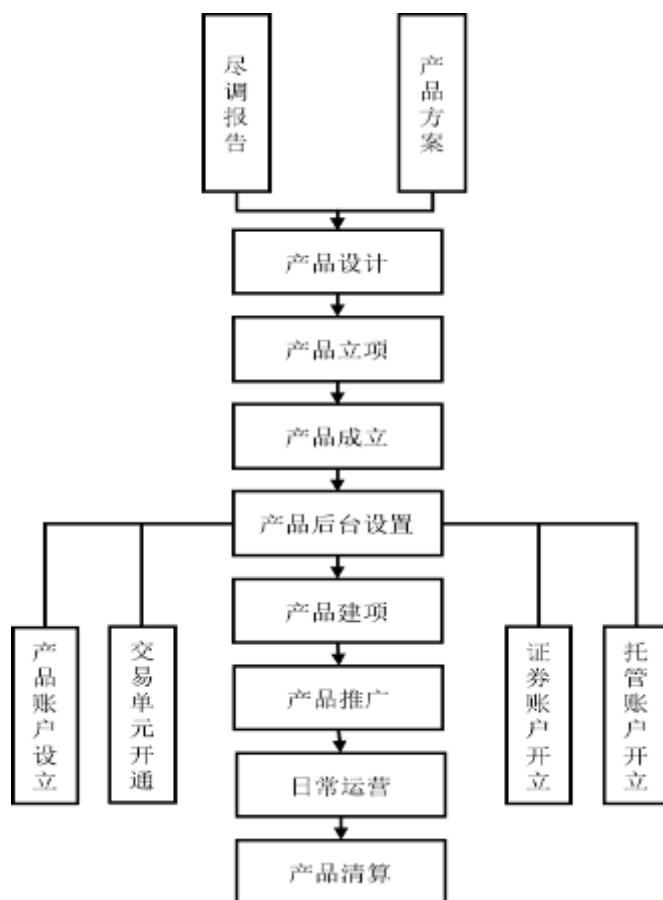 尽调报告
产品方案
产品设计
产品立项
产品成立
产品后台设置
产品建项
产品推广
日常运营
产品清算
产品账户设立
交易单元开通
证券账户开立
托管账户开立